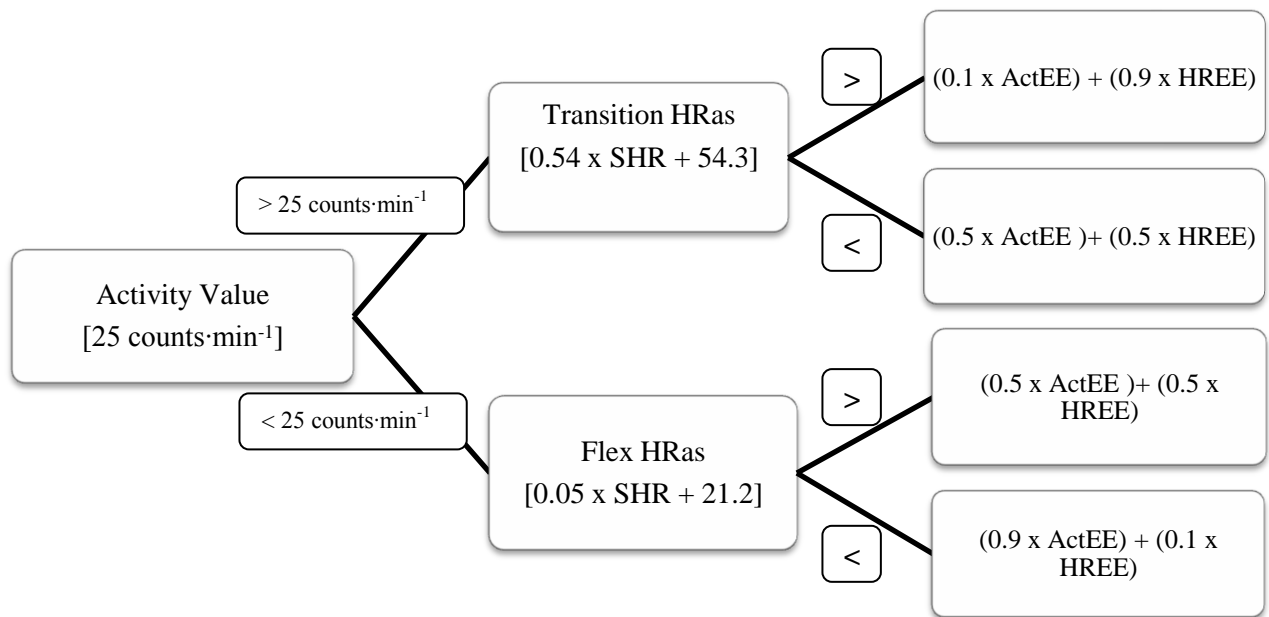 Activity Value
[25 counts·min⁻¹]
> 25 counts·min⁻¹
< 25 counts·min⁻¹
Transition HRas
[0.54 x SHR + 54.3]
Flex HRas
[0.05 x SHR + 21.2]
>
(0.1 x ActEE) + (0.9 x HREE)
<
(0.5 x ActEE )+ (0.5 x HREE)
>
(0.5 x ActEE )+ (0.5 x
HREE)
<
(0.9 x ActEE) + (0.1 x
HREE)